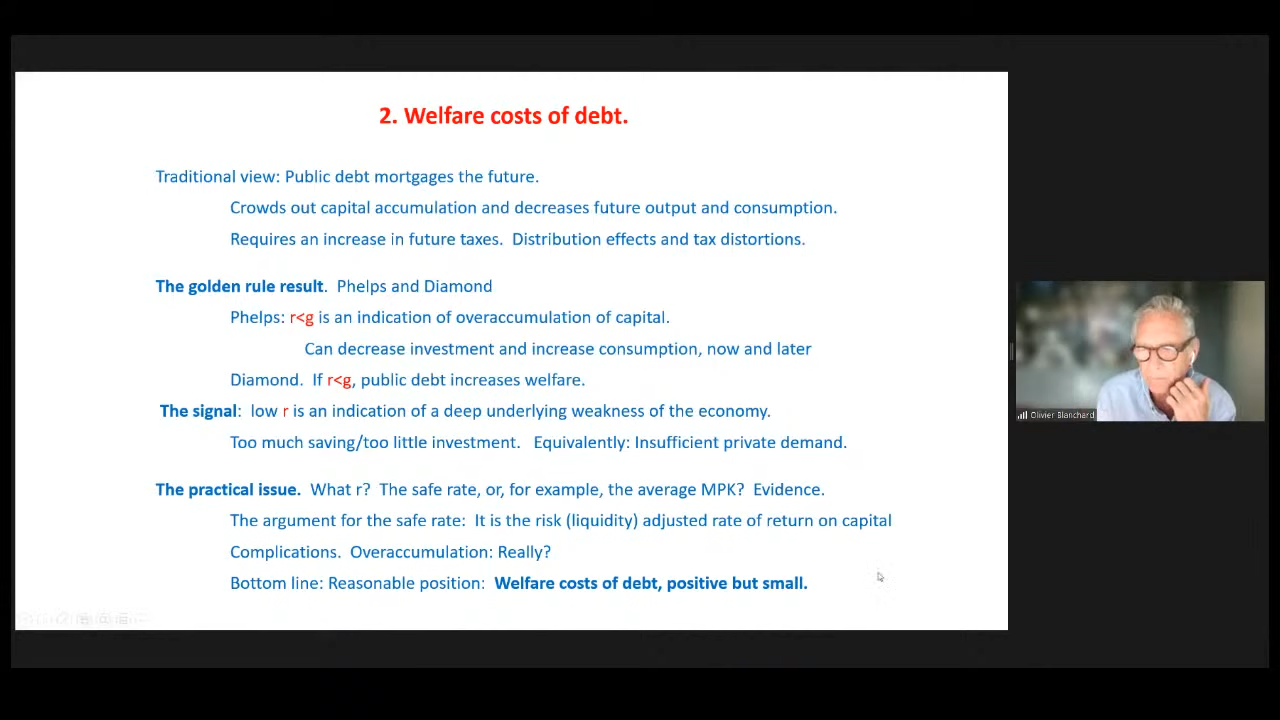 2. Welfare costs of debt.
Traditional view: Public debt mortgages the future.
Crowds out capital accumulation and decreases future output and consumption.
Requires an increase in future taxes. Distribution effects and tax distortions.
The golden rule result. Phelps and Diamond
Phelps: r<g is an indication of overaccumulation of capital.
Can decrease investment and increase consumption, now and later
Diamond. If r<g, public debt increases welfare.
The signal: low r is an indication of a deep underlying weakness of the economy.
Too much saving/too little investment. Equivalently: Insufficient private demand.
The practical issue. What r? The safe rate, or, for example, the average MPK? Evidence.
The argument for the safe rate: It is the risk (liquidity) adjusted rate of return on capital
Complications. Overaccumulation: Really?
Bottom line: Reasonable position: Welfare costs of debt, positive but small.
Olivier Blanchard